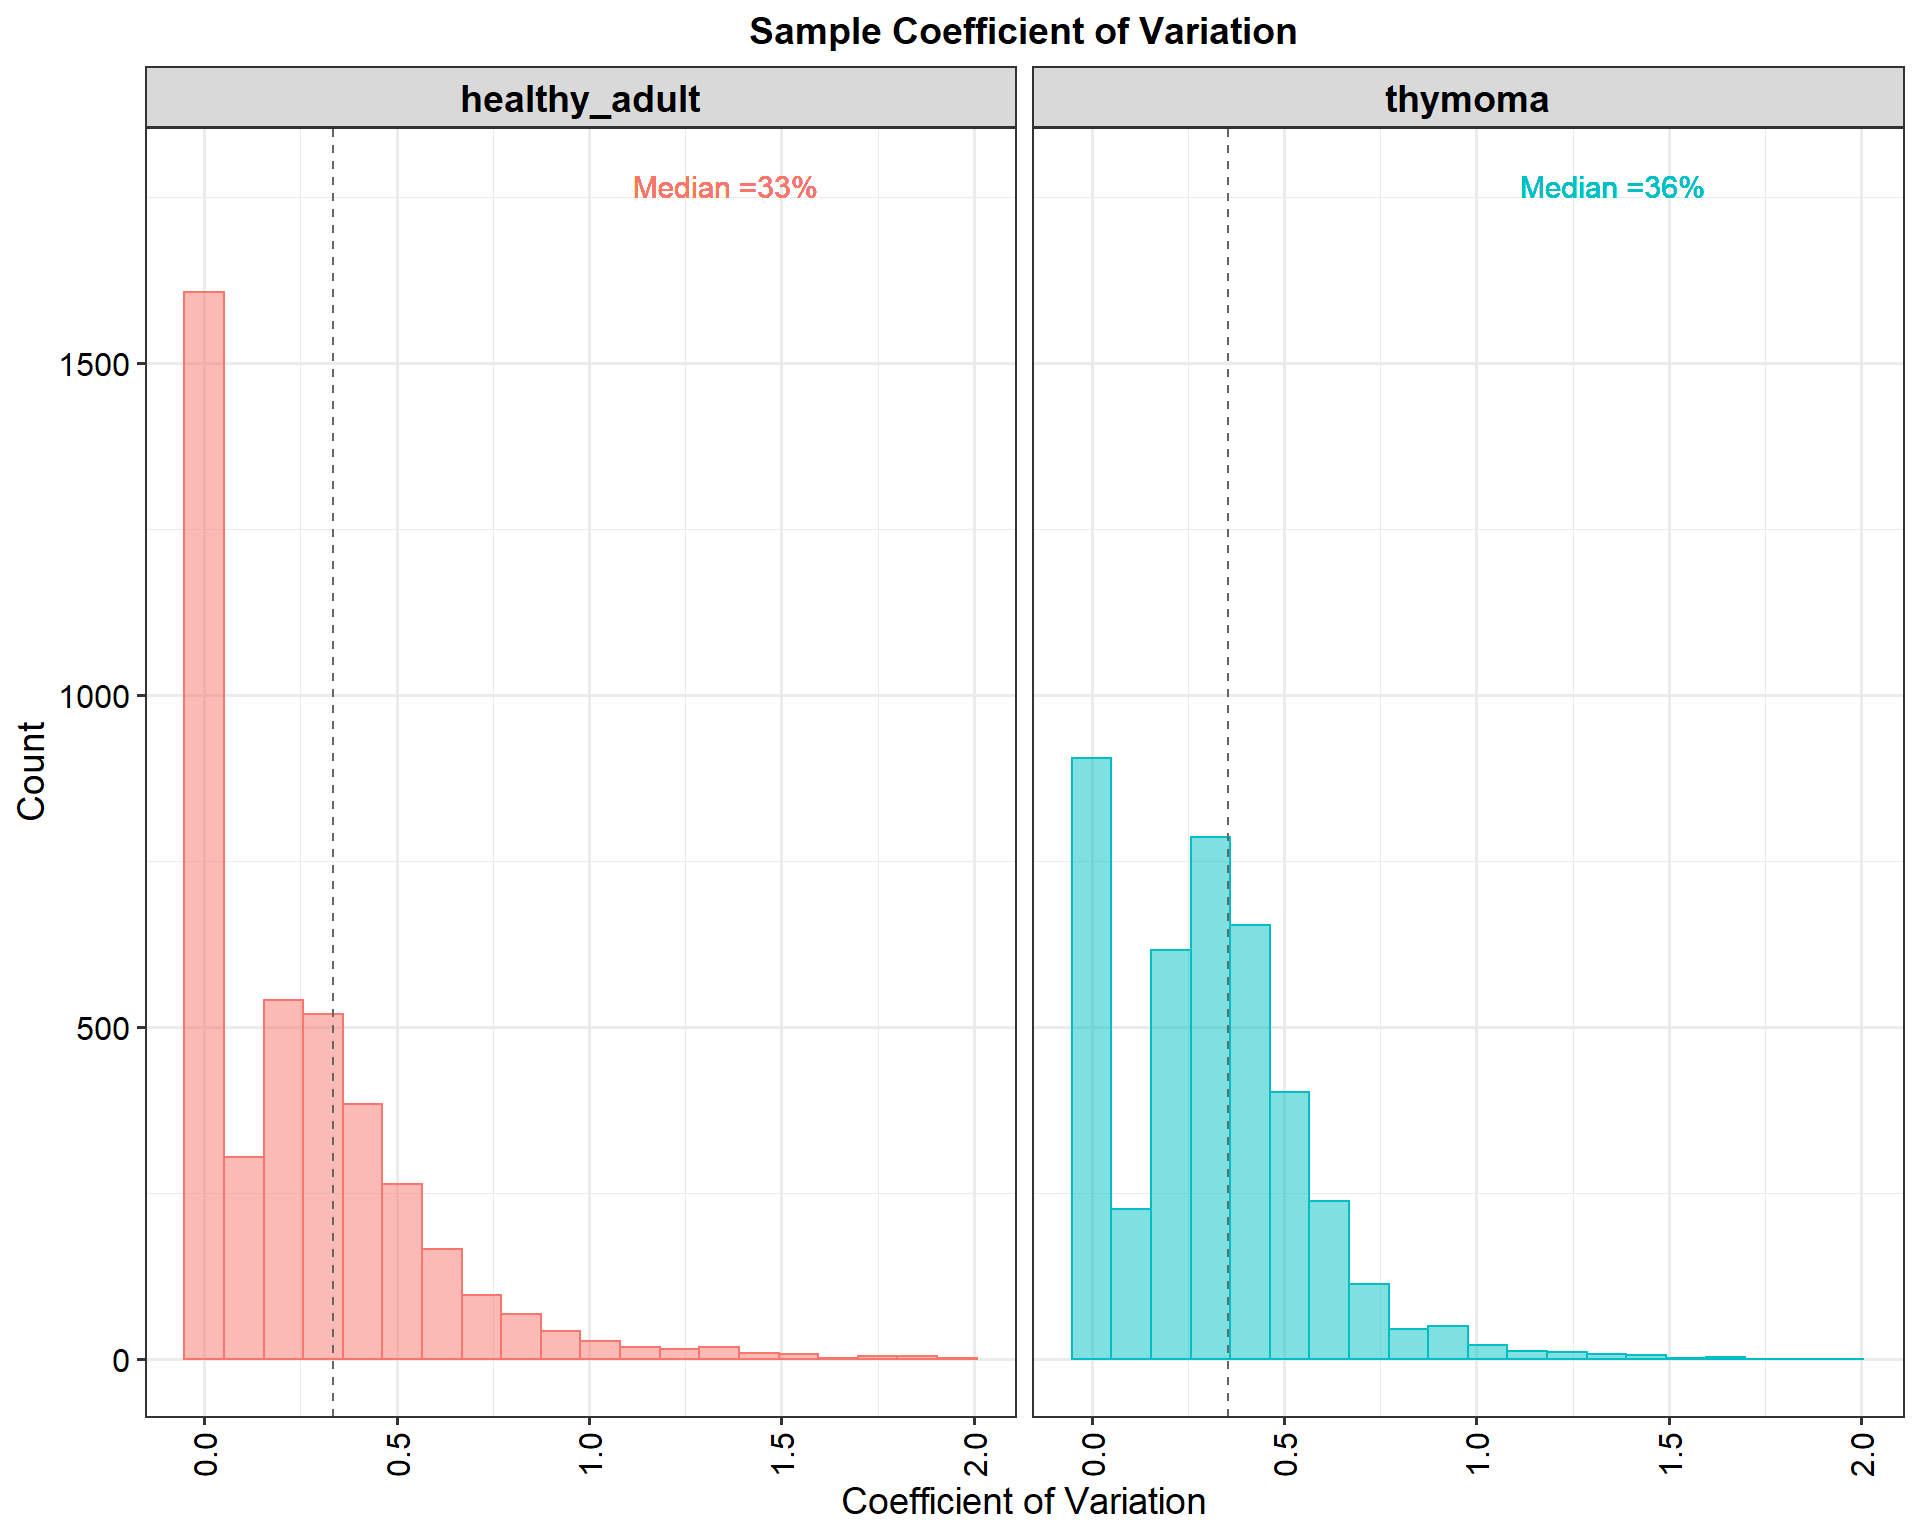 Sample Coefficient of Variation
healthy_adult
thymoma
Median =33%
Median =36%
Count
1500
1000
500
0
0.0
0.5
1.0
1.5
2.0
0.0
0.5
1.0
1.5
2.0
Coefficient of Variation